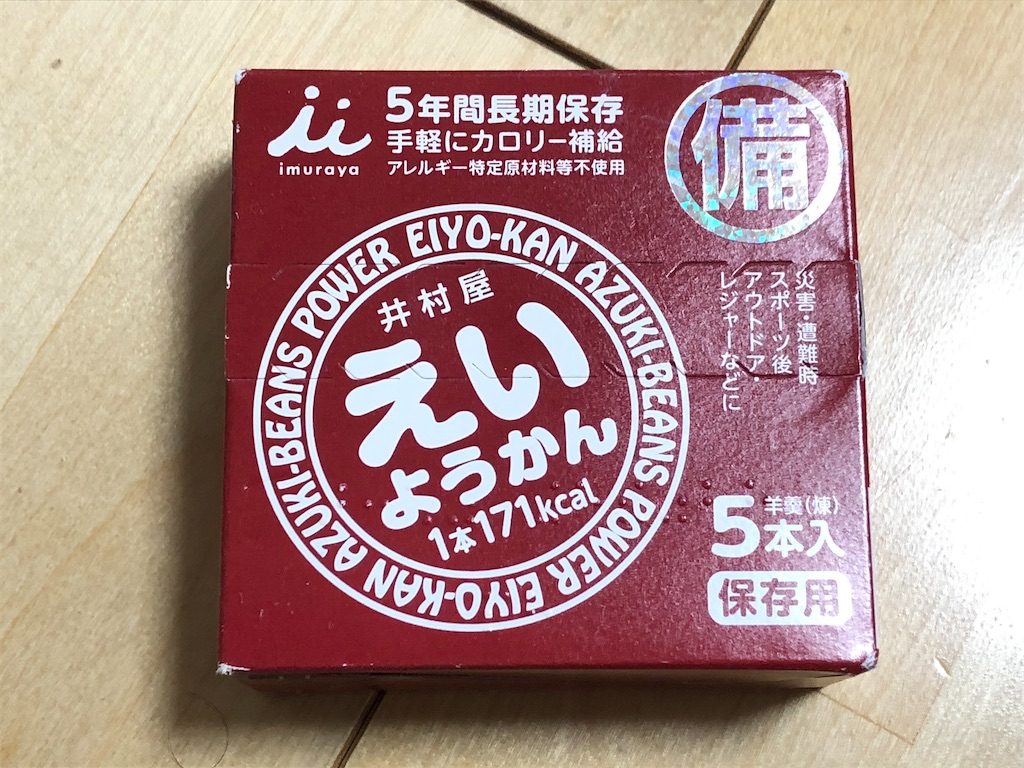 imuraya
5年間長期保存
手軽にカロリー補給
アレルギー特定原材料等不使用
備
災害・遭難時
スポーツ後
アウトドア・
レジャーなどに
AZUKI-BEANS POWER EIYO-KAN AZUKI-BEANS POWER EIYO-KAN
井村屋
えい
ようかん
1本171kcal
羊羹(煉)
5本入
保存用